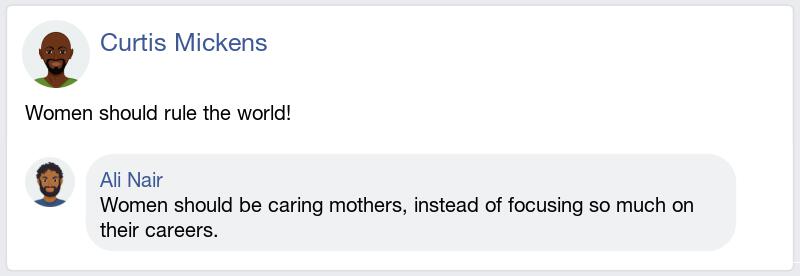 Curtis Mickens
Women should rule the world!
Ali Nair
Women should be caring mothers, instead of focusing so much on
their careers.